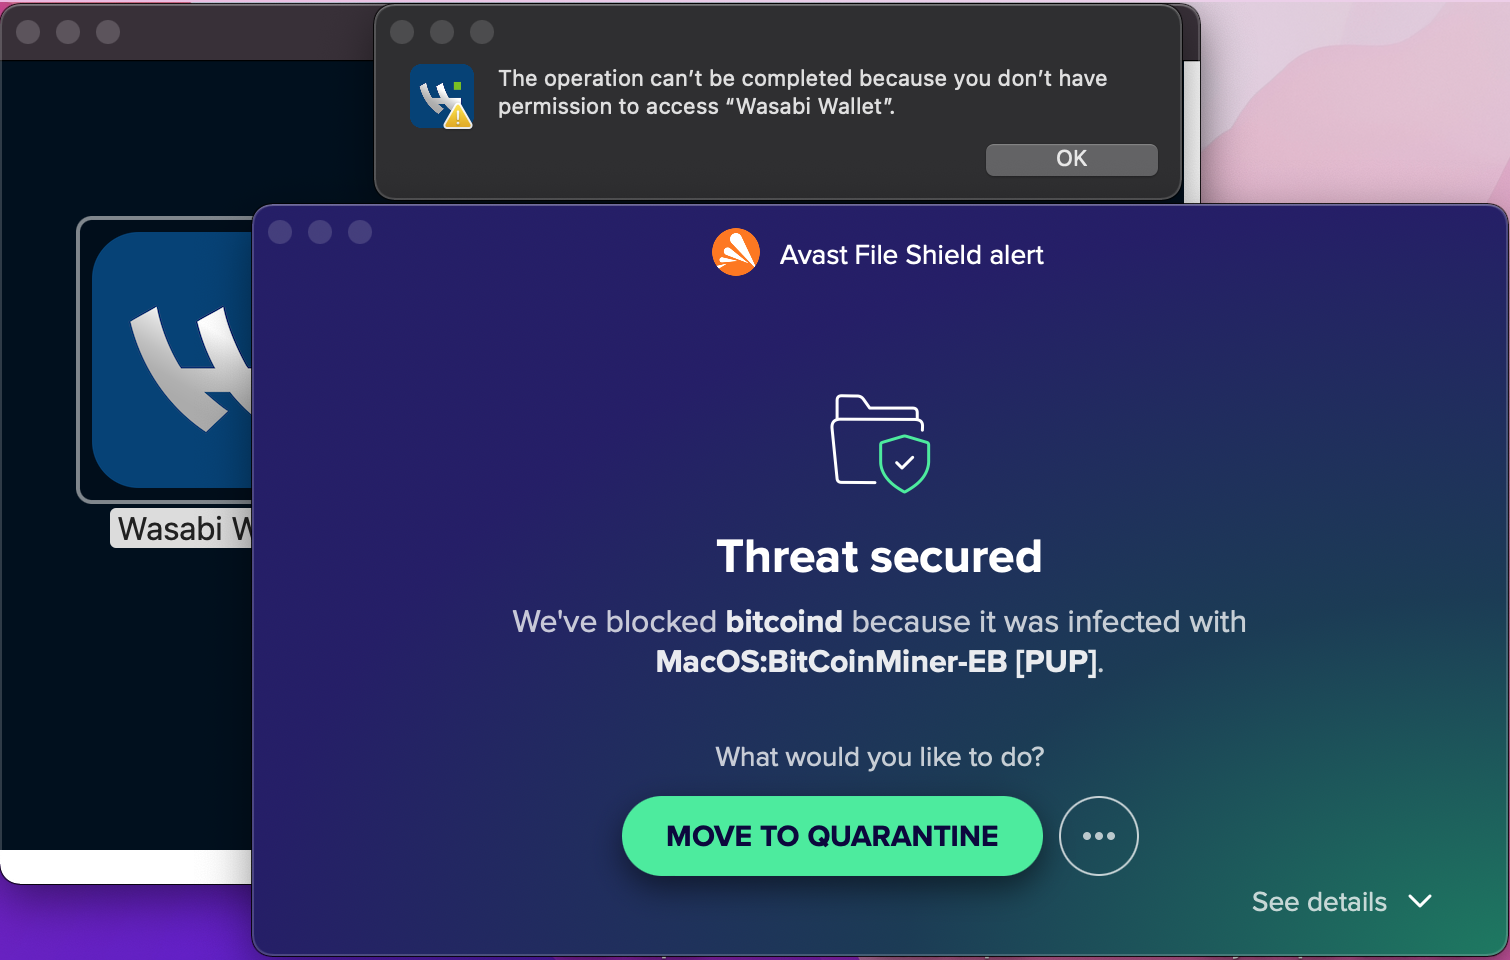 The operation can’t be completed because you don’t have
permission to access “Wasabi Wallet”.
OK
Avast File Shield alert
Wasabi
Threat secured
We've blocked bitcoind because it was infected with
MacOS:BitCoinMiner-EB [PUP].
What would you like to do?
MOVE TO QUARANTINE
See details